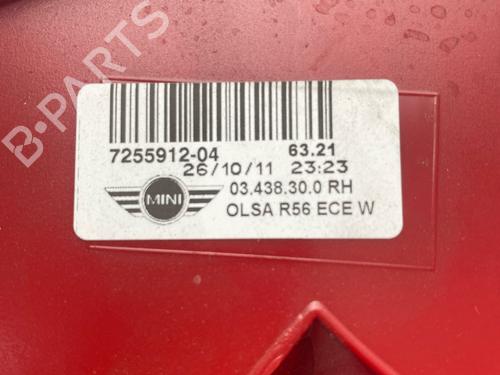 B-PARTS
7255912-04 63.21
26/10/11 23:23
MINI
03.438.30.0 RH
OLSA R56 ECE W